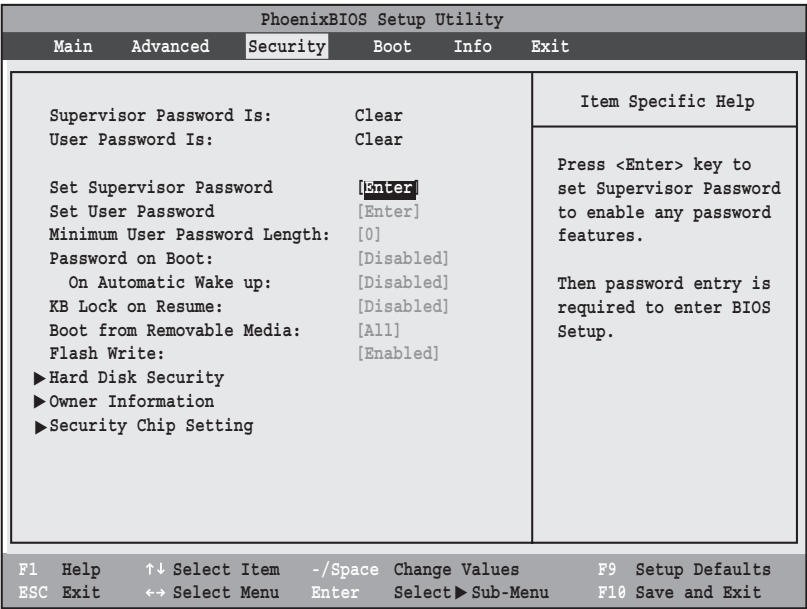 PhoenixBIOS Setup Utility
Main Advanced Security Boot Info Exit
Supervisor Password Is: Clear
User Password Is: Clear
Set Supervisor Password [Enter]
Set User Password [Enter]
Minimum User Password Length: [0]
Password on Boot: [Disabled]
On Automatic Wake up: [Disabled]
KB Lock on Resume: [Disabled]
Boot from Removable Media: [All]
Flash Write: [Enabled]
▶Hard Disk Security
▶Owner Information
▶Security Chip Setting
Item Specific Help
Press <Enter> key to
set Supervisor Password
to enable any password
features.
Then password entry is
required to enter BIOS
Setup.
F1 Help ↑↓ Select Item -/Space Change Values F9 Setup Defaults
ESC Exit ←→ Select Menu Enter Select▶Sub-Menu F10 Save and Exit